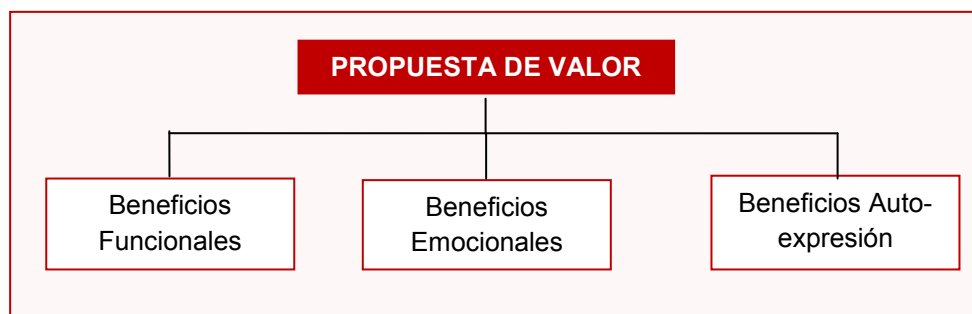 PROPUESTA DE VALOR
Beneficios
Funcionales
Beneficios
Emocionales
Beneficios Auto-
expresión